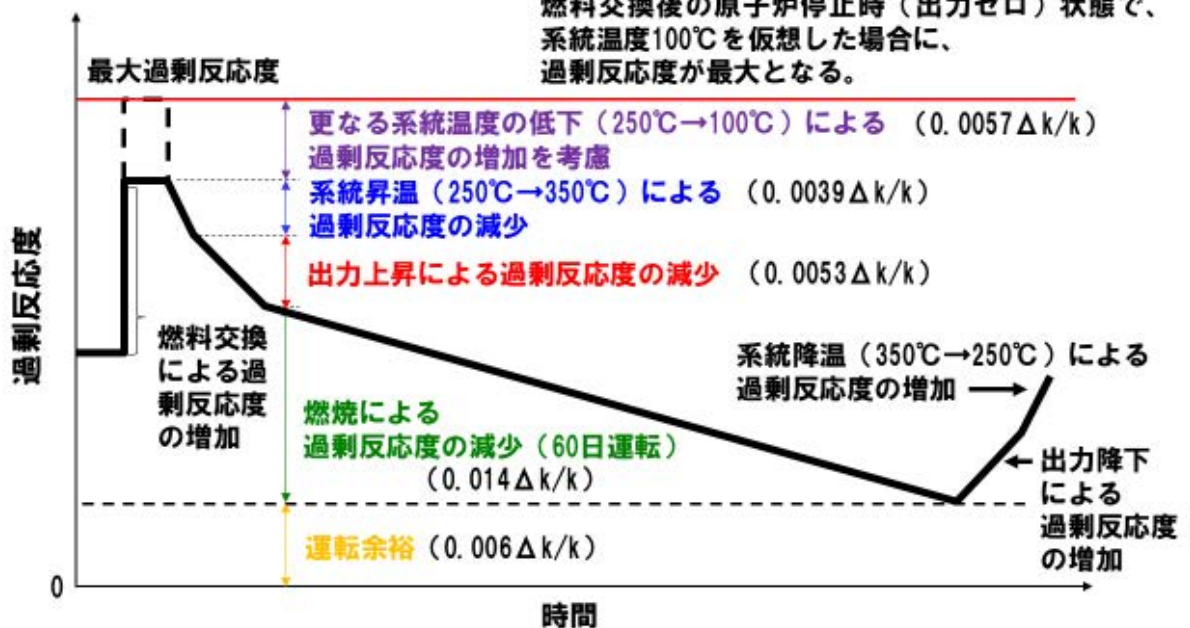 燃料交換後の原子炉停止時（出力ゼロ）状態で、
系統温度100℃を仮想した場合に、
過剰反応度が最大となる。
最大過剰反応度
更なる系統温度の低下（250℃→100℃）による （0.0057Δk/k）
過剰反応度の増加を考慮
系統昇温（250℃→350℃）による （0.0039Δk/k）
過剰反応度の減少
出力上昇による過剰反応度の減少 （0.0053Δk/k）
過剰反応度
燃料交換
による過
剰反応度
の増加
系統降温（350℃→250℃）による
過剰反応度の増加
燃焼による
過剰反応度の減少（60日運転）
（0.014Δk/k）
出力降下
による
過剰反応度
の増加
運転余裕（0.006Δk/k）
0
時間